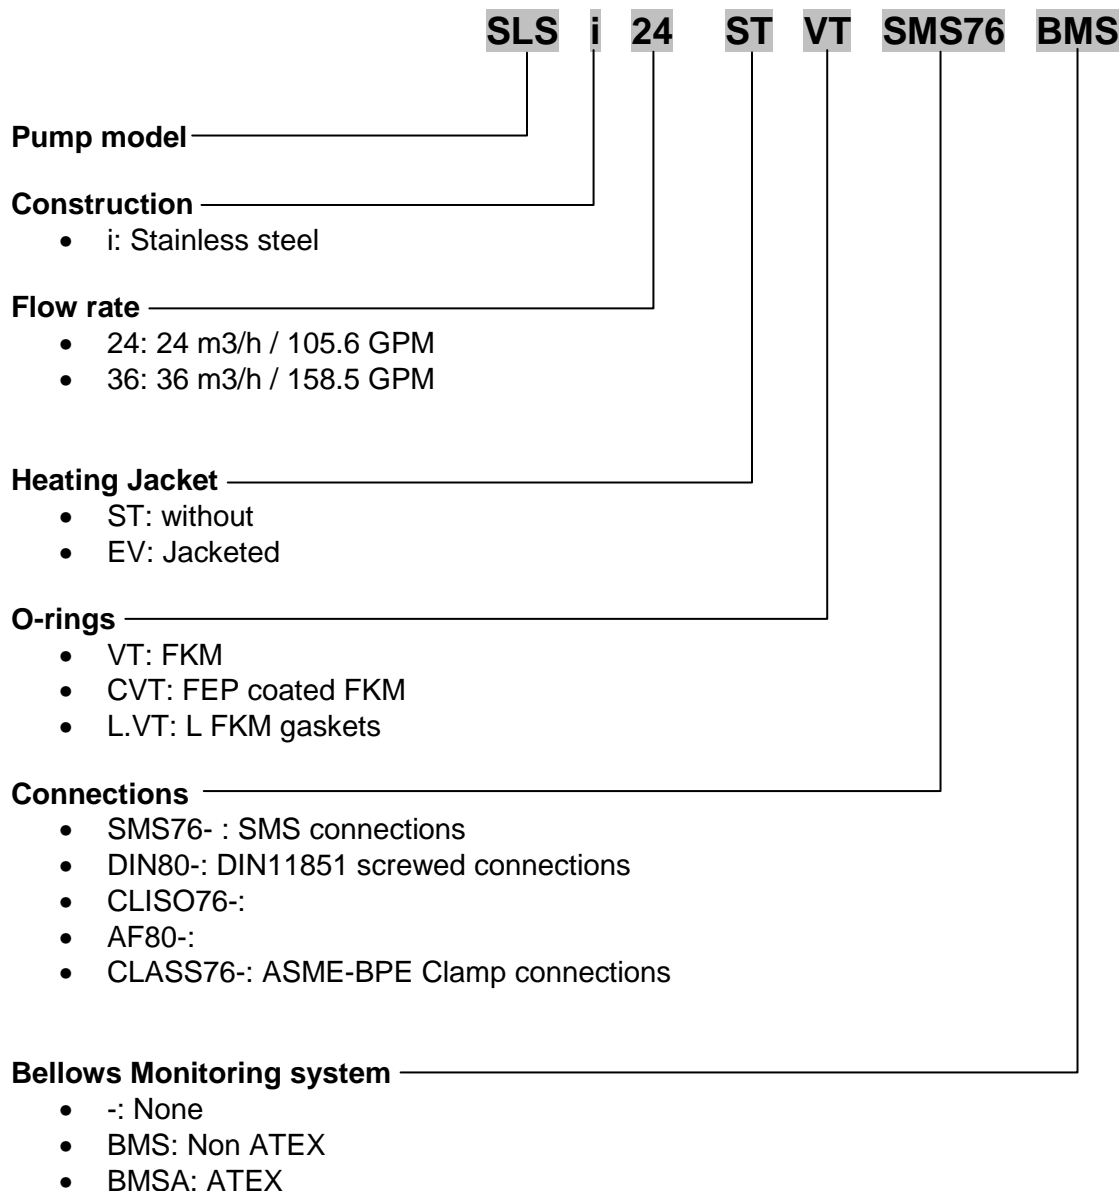 SLS i 24 ST VT SMS76 BMS
Pump model
Construction
• i: Stainless steel
Flow rate
• 24: 24 m3/h / 105.6 GPM
• 36: 36 m3/h / 158.5 GPM
Heating Jacket
• ST: without
• EV: Jacketed
O-rings
• VT: FKM
• CVT: FEP coated FKM
• L.VT: L FKM gaskets
Connections
• SMS76- : SMS connections
• DIN80-: DIN11851 screwed connections
• CLISO76-:
• AF80-:
• CLASS76-: ASME-BPE Clamp connections
Bellows Monitoring system
• -: None
• BMS: Non ATEX
• BMSA: ATEX